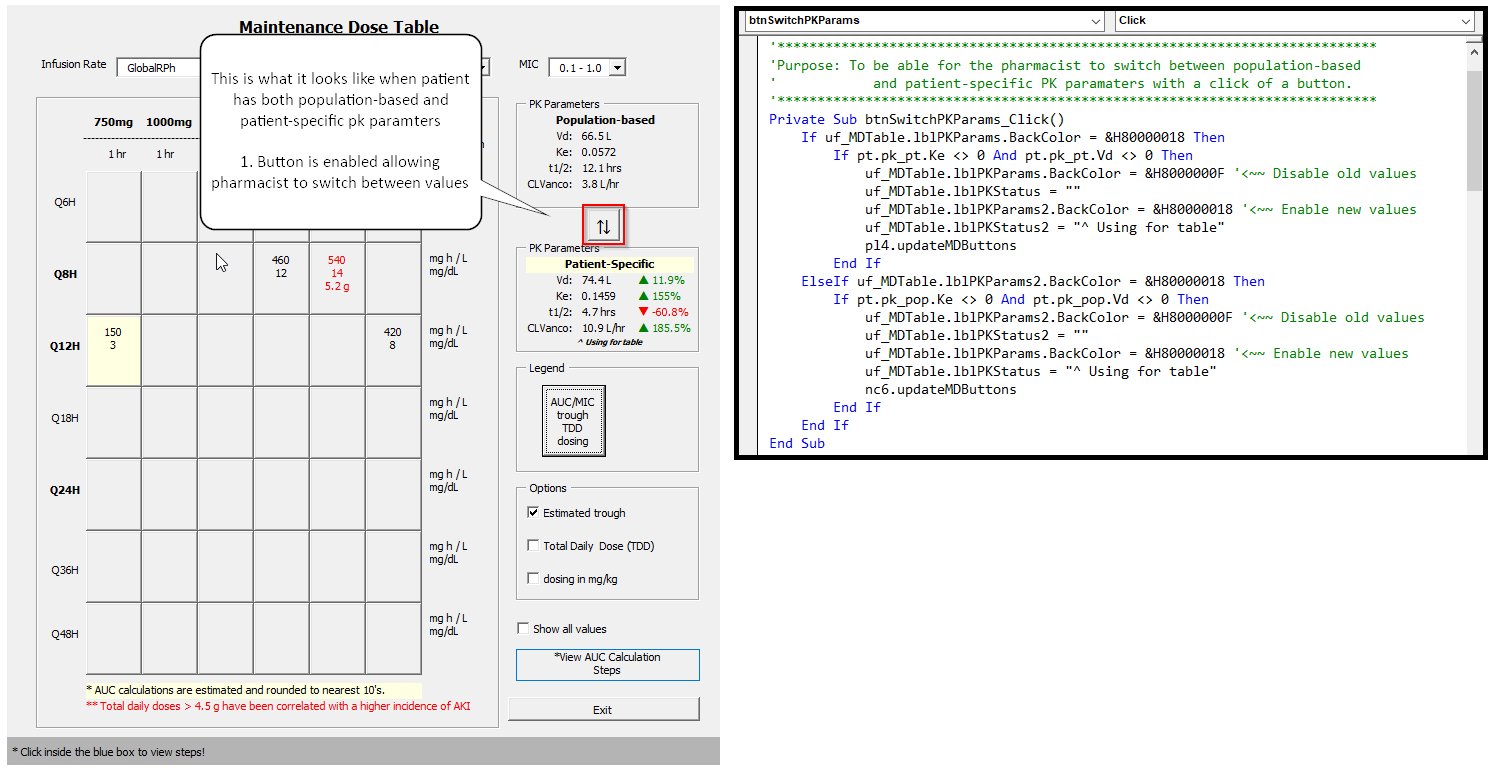 Maintenance Dose Table
Infusion Rate
GlobalRPh
MIC
0.1 - 1.0
This is what it looks like when patient
has both population-based and
patient-specific pk paramters
1. Button is enabled allowing
pharmacist to switch between values
750mg 1000mg
1 hr 1 hr
Q6H
Q8H
460
12
540
14
5.2 g
mg h / L
mg/dL
Q12H
150
3
420
8
mg h / L
mg/dL
Q18H
mg h / L
mg/dL
Q24H
mg h / L
mg/dL
Q36H
mg h / L
mg/dL
Q48H
mg h / L
mg/dL
* AUC calculations are estimated and rounded to nearest 10's.
** Total daily doses > 4.5 g have been correlated with a higher incidence of AKI
PK Parameters
Population-based
Vd: 66.5 L
Ke: 0.0572
t1/2: 12.1 hrs
CLVanco: 3.8 L/hr
⇅
PK Parameters
Patient-Specific
Vd: 74.4 L ▲ 11.9%
Ke: 0.1459 ▲ 155%
t1/2: 4.7 hrs ▼ -60.8%
CLVanco: 10.9 L/hr ▲ 185.5%
^ Using for table
Legend
AUC/MIC
trough
TDD
dosing
Options
Estimated trough
Total Daily Dose (TDD)
dosing in mg/kg
Show all values
*View AUC Calculation
Steps
Exit
* Click inside the blue box to view steps!
btnSwitchPKParams
Click
'***************************************************************************
'Purpose: To be able for the pharmacist to switch between population-based
' and patient-specific PK paramaters with a click of a button.
'***************************************************************************
Private Sub btnSwitchPKParams_Click()
If uf_MDTable.lblPKParams.BackColor = &H80000018 Then
If pt.pk_pt.Ke <> 0 And pt.pk_pt.Vd <> 0 Then
uf_MDTable.lblPKParams.BackColor = &H8000000F '<~~ Disable old values
uf_MDTable.lblPKStatus = ""
uf_MDTable.lblPKParams2.BackColor = &H80000018 '<~~ Enable new values
uf_MDTable.lblPKStatus2 = "^ Using for table"
pl4.updateMDButtons
End If
ElseIf uf_MDTable.lblPKParams2.BackColor = &H80000018 Then
If pt.pk_pop.Ke <> 0 And pt.pk_pop.Vd <> 0 Then
uf_MDTable.lblPKParams2.BackColor = &H8000000F '<~~ Disable old values
uf_MDTable.lblPKStatus2 = ""
uf_MDTable.lblPKParams.BackColor = &H80000018 '<~~ Enable new values
uf_MDTable.lblPKStatus = "^ Using for table"
nc6.updateMDButtons
End If
End If
End Sub